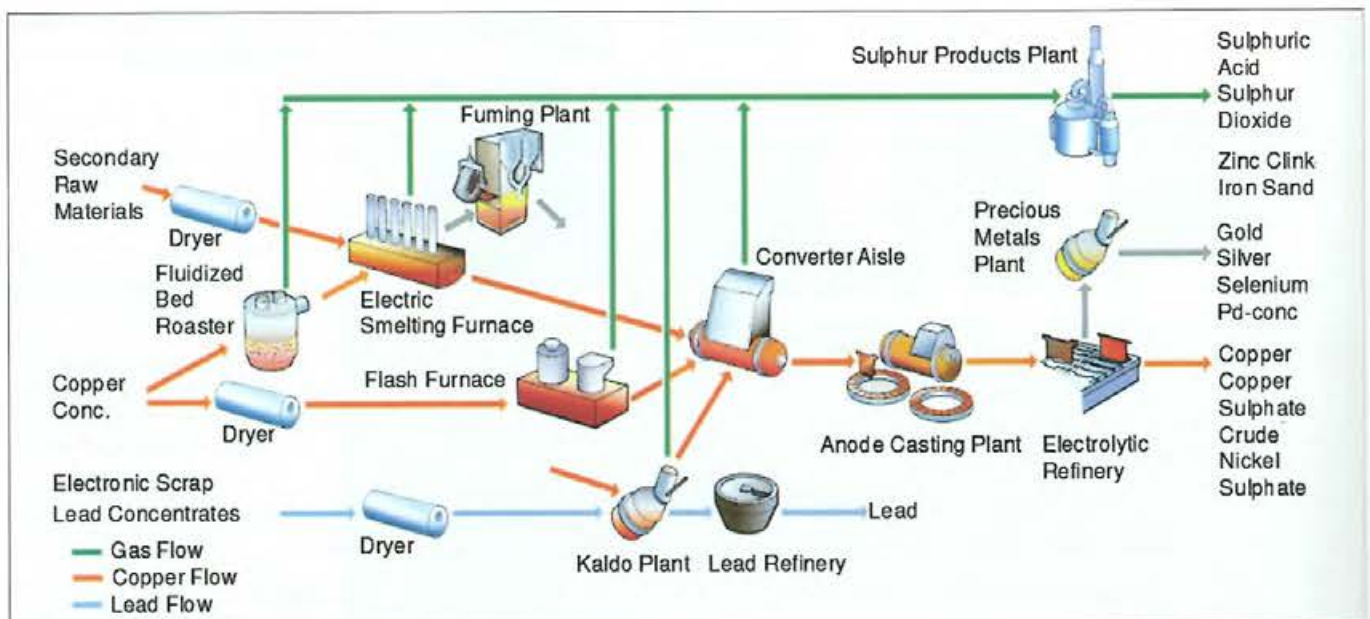 Sulphur Products Plant
Sulphuric
Acid
Sulphur
Dioxide
Zinc Clink
Iron Sand
Fuming Plant
Secondary
Raw
Materials
Dryer
Precious
Metals
Plant
Gold
Silver
Selenium
Pd-conc
Fluidized
Bed
Roaster
Electric
Smelting Furnace
Converter Aisle
Copper
Conc.
Dryer
Flash Furnace
Anode Casting Plant
Electrolytic
Refinery
Copper
Copper
Sulphate
Crude
Nickel
Sulphate
Electronic Scrap
Lead Concentrates
Dryer
Kaldo Plant
Lead Refinery
Lead
Gas Flow
Copper Flow
Lead Flow